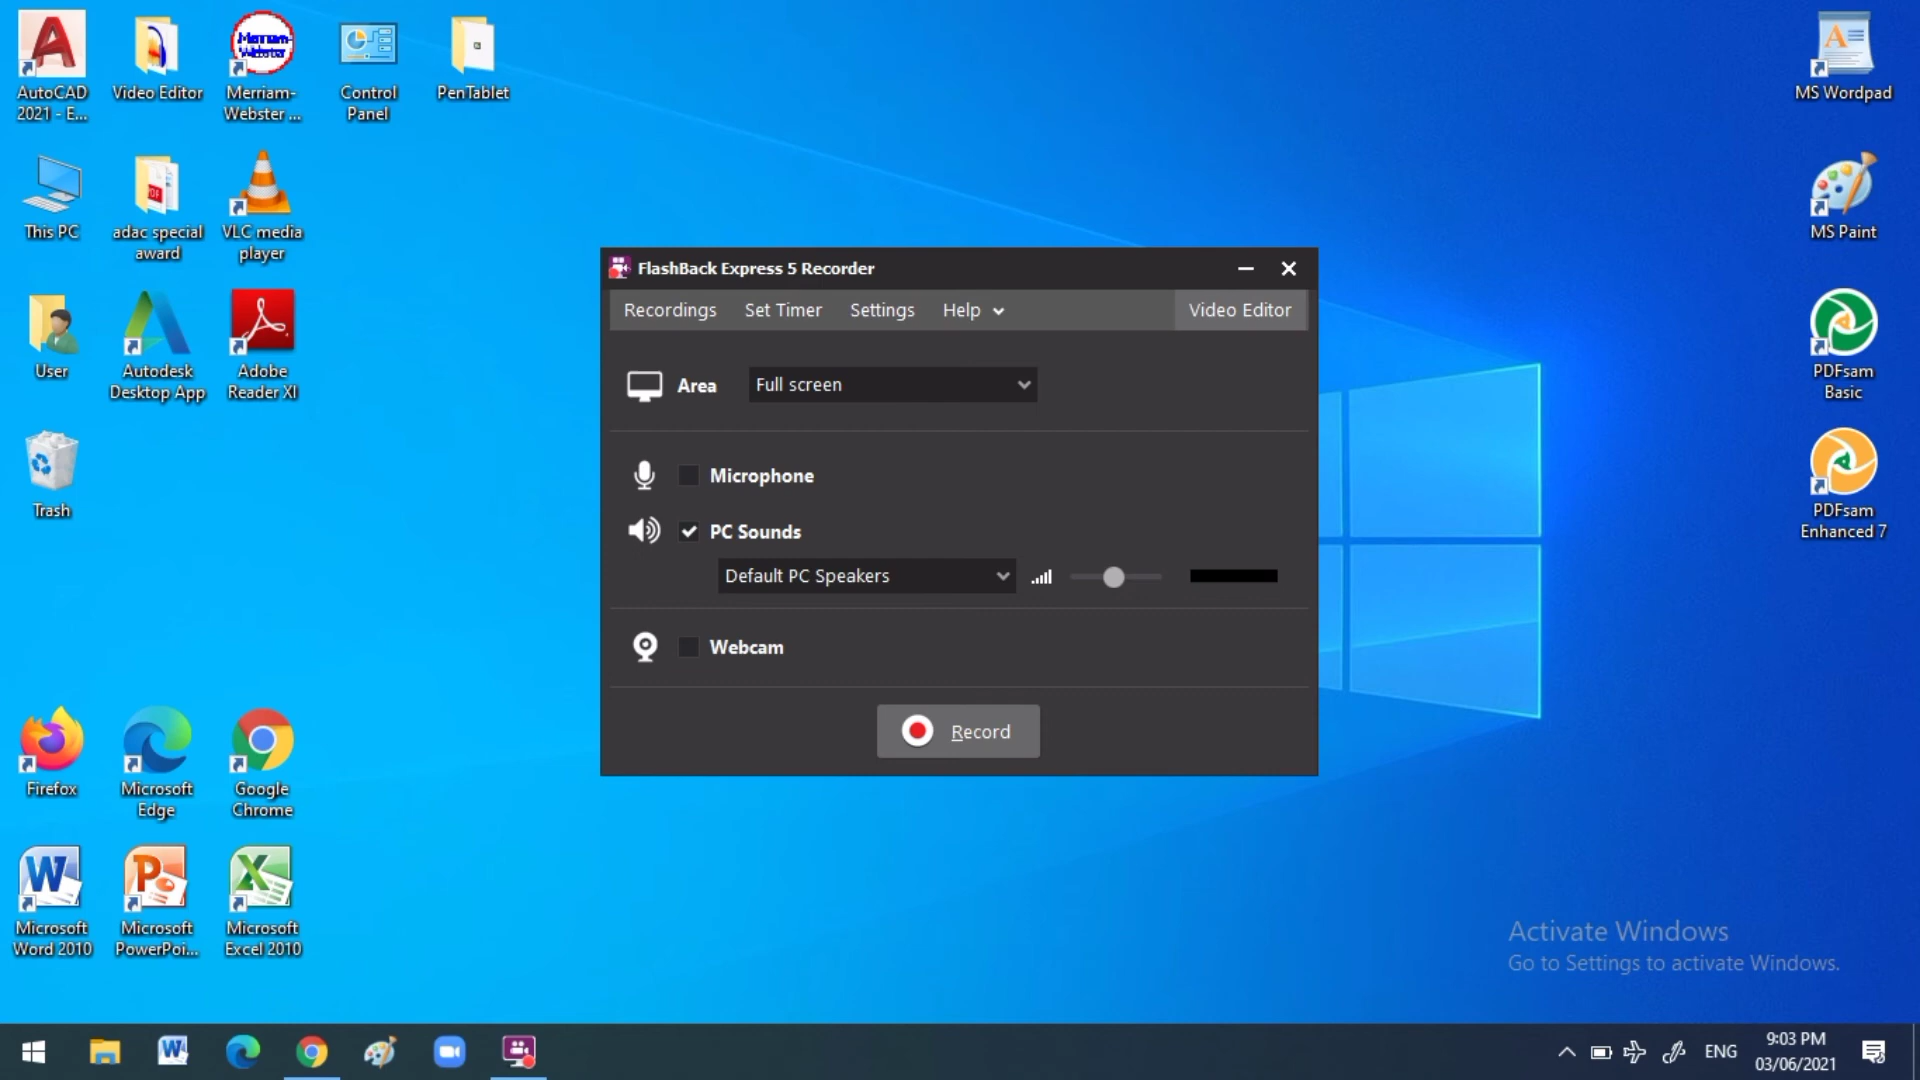 AutoCAD
2021 - E...
Video Editor
Merriam-
Webster ...
Control
Panel
PenTablet
MS Wordpad
This PC
adac special
award
VLC media
player
MS Paint
User
Autodesk
Desktop App
Adobe
Reader XI
PDFsam
Basic
Trash
PDFsam
Enhanced 7
FlashBack Express 5 Recorder
Recordings
Set Timer
Settings
Help
Video Editor
Area
Full screen
Microphone
PC Sounds
Default PC Speakers
Webcam
Record
Firefox
Microsoft
Edge
Google
Chrome
Microsoft
Word 2010
Microsoft
PowerPoi...
Microsoft
Excel 2010
Activate Windows
Go to Settings to activate Windows.
ENG
9:03 PM
03/06/2021